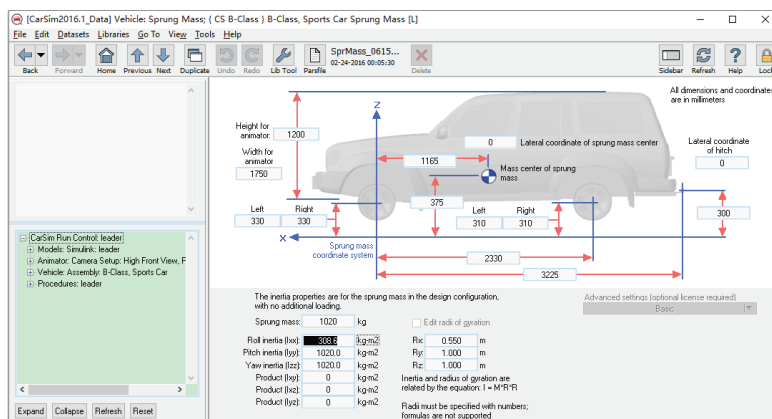 [CarSim2016.1_Data] Vehicle: Sprung Mass; { CS B-Class } B-Class, Sports Car Sprung Mass [L]
File Edit Datasets Libraries Go To View Tools Help
Back Forward Home Previous Next Duplicate Undo Redo Lib Tool Parsfile
SprMass_0615...
02-24-2016 00:05:30
Delete Sidebar Refresh Help Lock
CarSim Run Control: leader
Models: Simulink: leader
Animator: Camera Setup: High Front View, F
Vehicle: Assembly: B-Class, Sports Car
Procedures: leader
Expand Collapse Refresh Reset
All dimensions and coordinates
are in millimeters
Z
Height for
animator:
1200
Width for
animator
1750
0 Lateral coordinate of sprung mass center
Lateral coordinate
of hitch
0
1165
Mass center of sprung
mass
375
Left Right
330 330
Left Right
310 310
300
X
Sprung mass
coordinate system
2330
3225
The inertia properties are for the sprung mass in the design configuration,
with no additional loading.
Advanced settings (optional license required)
Basic
Sprung mass: 1020 kg
Edit radii of gyration
Roll inertia (Ixx): 308.6 kg-m2 Rx: 0.550 m
Pitch inertia (Iyy): 1020.0 kg-m2 Ry: 1.000 m
Yaw inertia (Izz): 1020.0 kg-m2 Rz: 1.000 m
Product (Ixy): 0 kg-m2
Product (Ixz): 0 kg-m2
Product (Iyz): 0 kg-m2
Inertia and radius of gyration are
related by the equation: I = M*R*R
Radii must be specified with numbers;
formulas are not supported